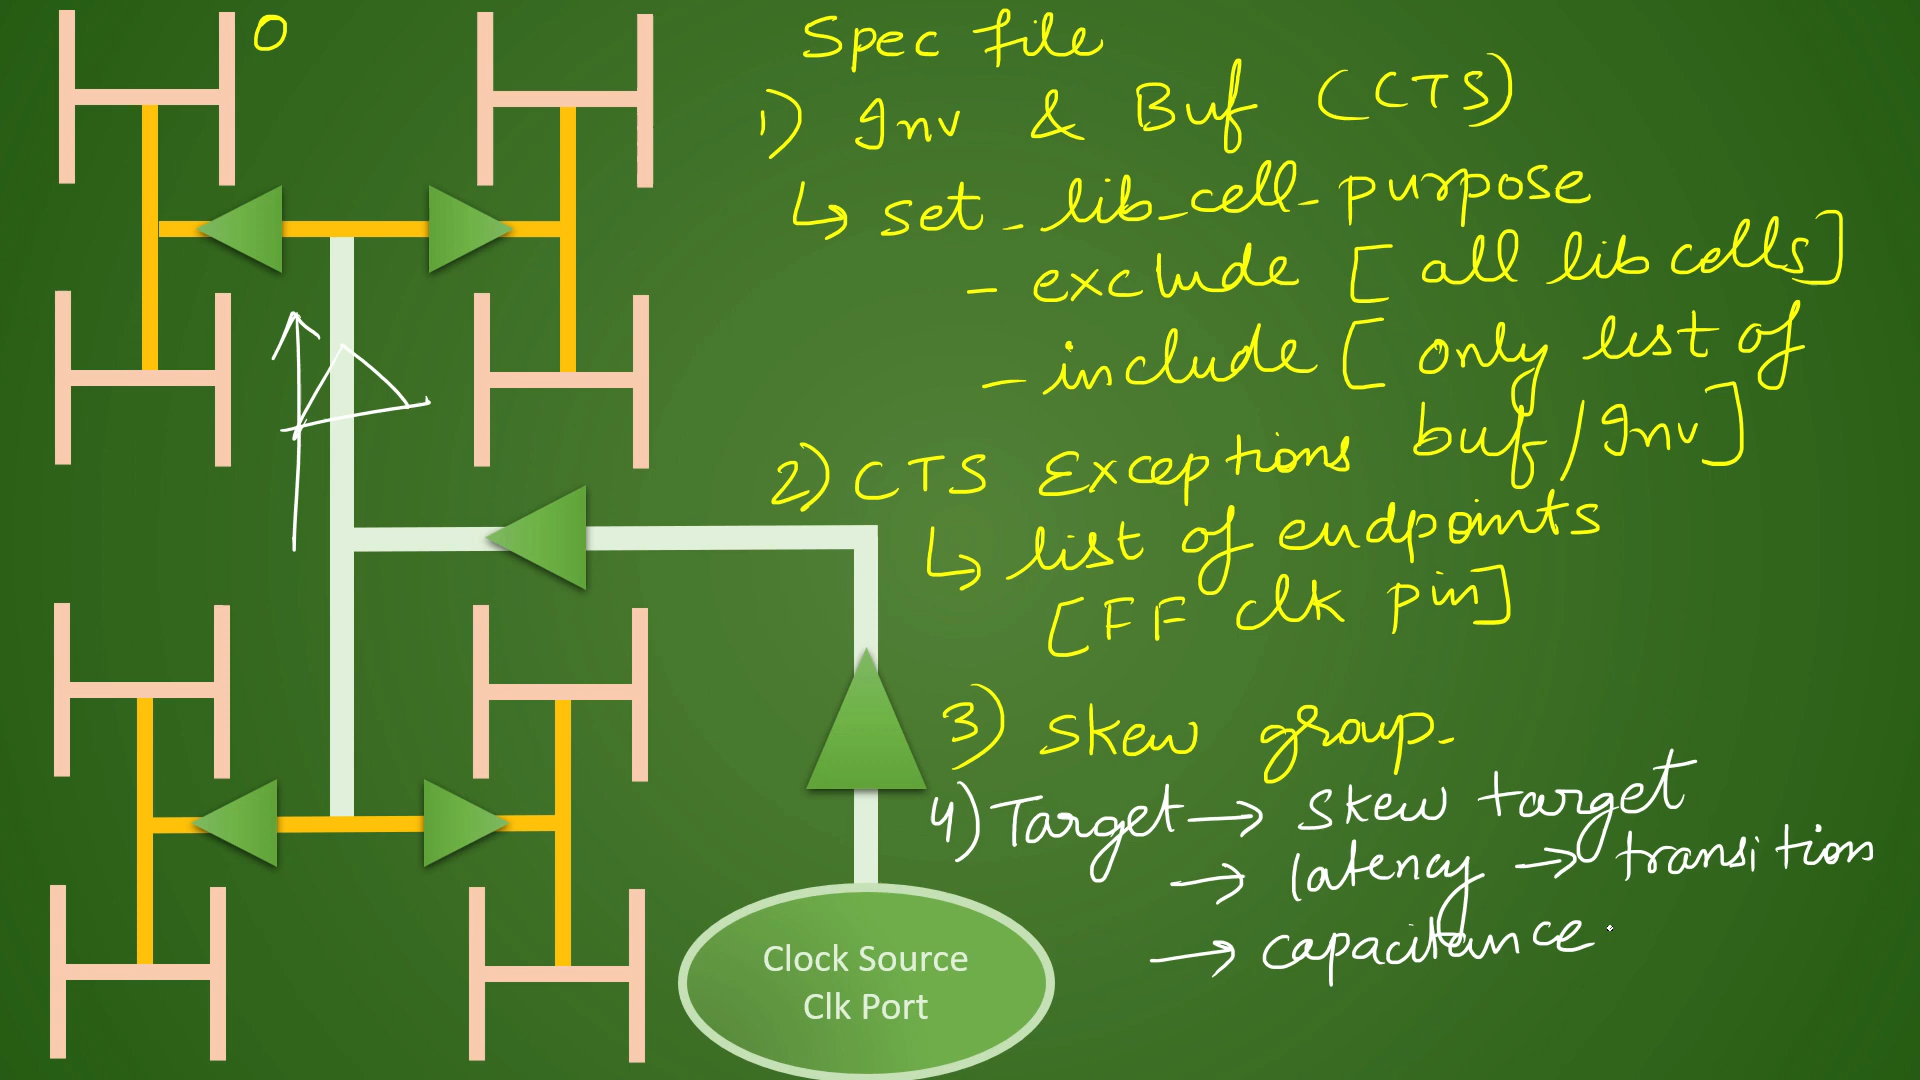 O
Spec file
1) Inv & Buf (CTS)
↳ set_lib_cell_purpose
- exclude [all lib cells]
- include [only list of
buf/Inv]
2) CTS Exceptions
↳ list of endpoints
[FF clk pin]
3) Skew group-
4) Target → skew target
→ latency → transition
→ capacitance
Clock Source
Clk Port